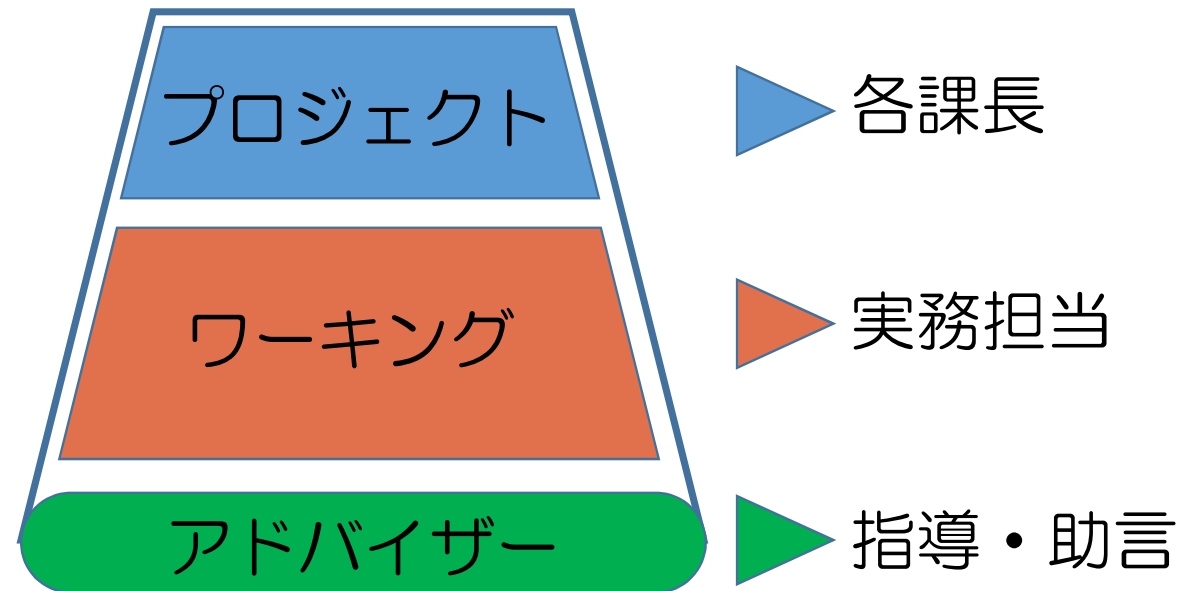 プロジェクト
各課長
ワーキング
実務担当
アドバイザー
指導・助言